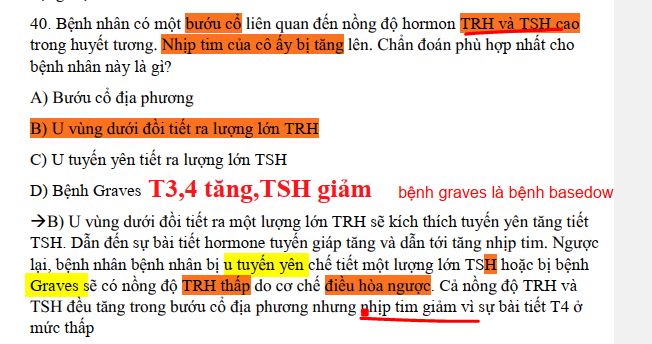 40. Bệnh nhân có một bướu cổ liên quan đến nồng độ hormon TRH và TSH cao
trong huyết tương. Nhịp tim của cô ấy bị tăng lên. Chẩn đoán phù hợp nhất cho
bệnh nhân này là gì?
A) Bướu cổ địa phương
B) U vùng dưới đồi tiết ra lượng lớn TRH
C) U tuyến yên tiết ra lượng lớn TSH
D) Bệnh Graves T3,4 tăng,TSH giảm bệnh graves là bệnh basedow
→B) U vùng dưới đồi tiết ra một lượng lớn TRH sẽ kích thích tuyến yên tăng tiết
TSH. Dẫn đến sự bài tiết hormone tuyến giáp tăng và dẫn tới tăng nhịp tim. Ngược
lại, bệnh nhân bệnh nhân bị u tuyến yên chế tiết một lượng lớn TSH hoặc bị bệnh
Graves sẽ có nồng độ TRH thấp do cơ chế điều hòa ngược. Cả nồng độ TRH và
TSH đều tăng trong bướu cổ địa phương nhưng nhịp tim giảm vì sự bài tiết T4 ở
mức thấp